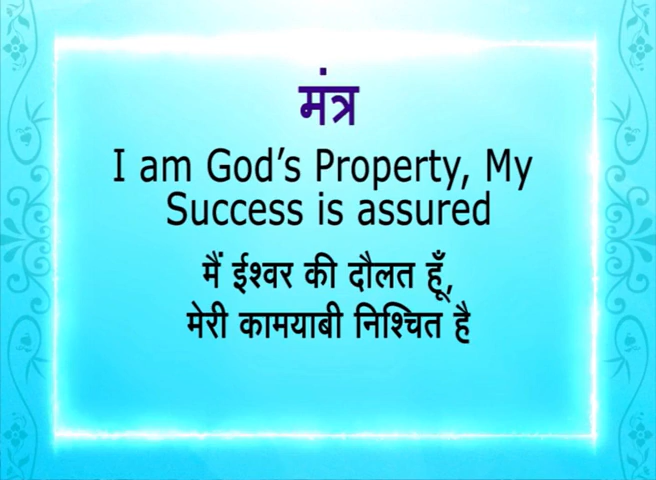 मंत्र
I am God's Property, My
Success is assured
मैं ईश्वर की दौलत हूँ,
मेरी कामयाबी निश्चित है